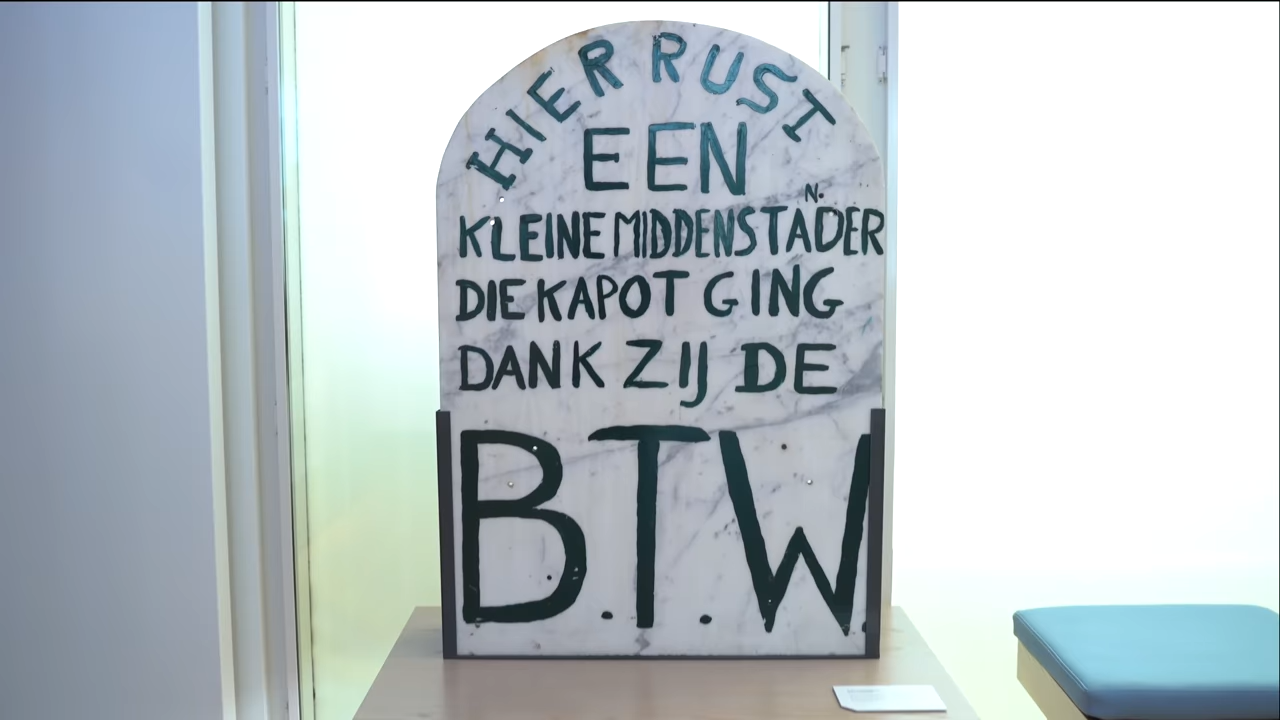 HIER RUST
EEN
KLEINE MIDDENSTANDER
DIE KAPOT GING
DANK ZIJ DE
B.T.W.